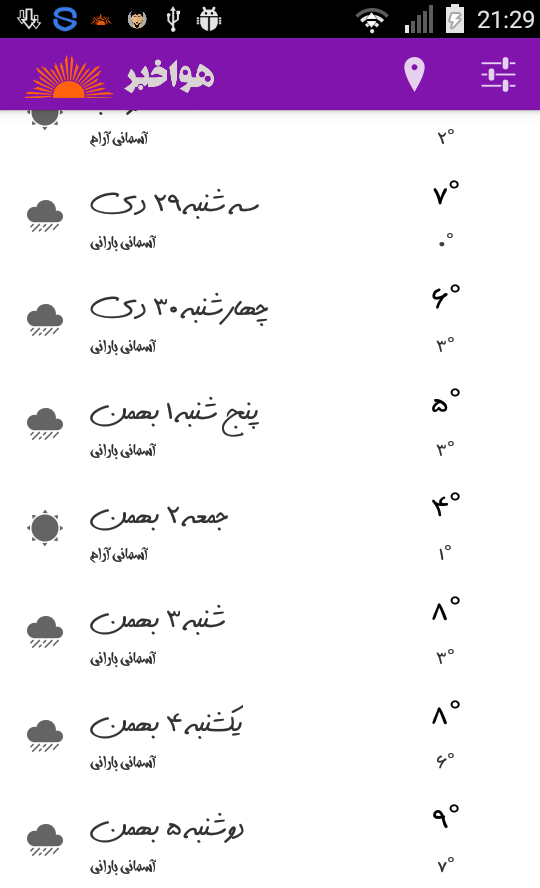 21:29
هواخبر
آسمانی آرام
۲°
سه شنبه ۲۹ دی
۷°
آسمانی بارانی
۰°
چهارشنبه ۳۰ دی
۶°
آسمانی بارانی
۳°
پنج شنبه ۱ بهمن
۵°
آسمانی بارانی
۳°
جمعه ۲ بهمن
۴°
آسمانی آرام
۱°
شنبه ۳ بهمن
۸°
آسمانی بارانی
۳°
یکشنبه ۴ بهمن
۸°
آسمانی بارانی
۶°
دوشنبه ۵ بهمن
۹°
آسمانی بارانی
۷°